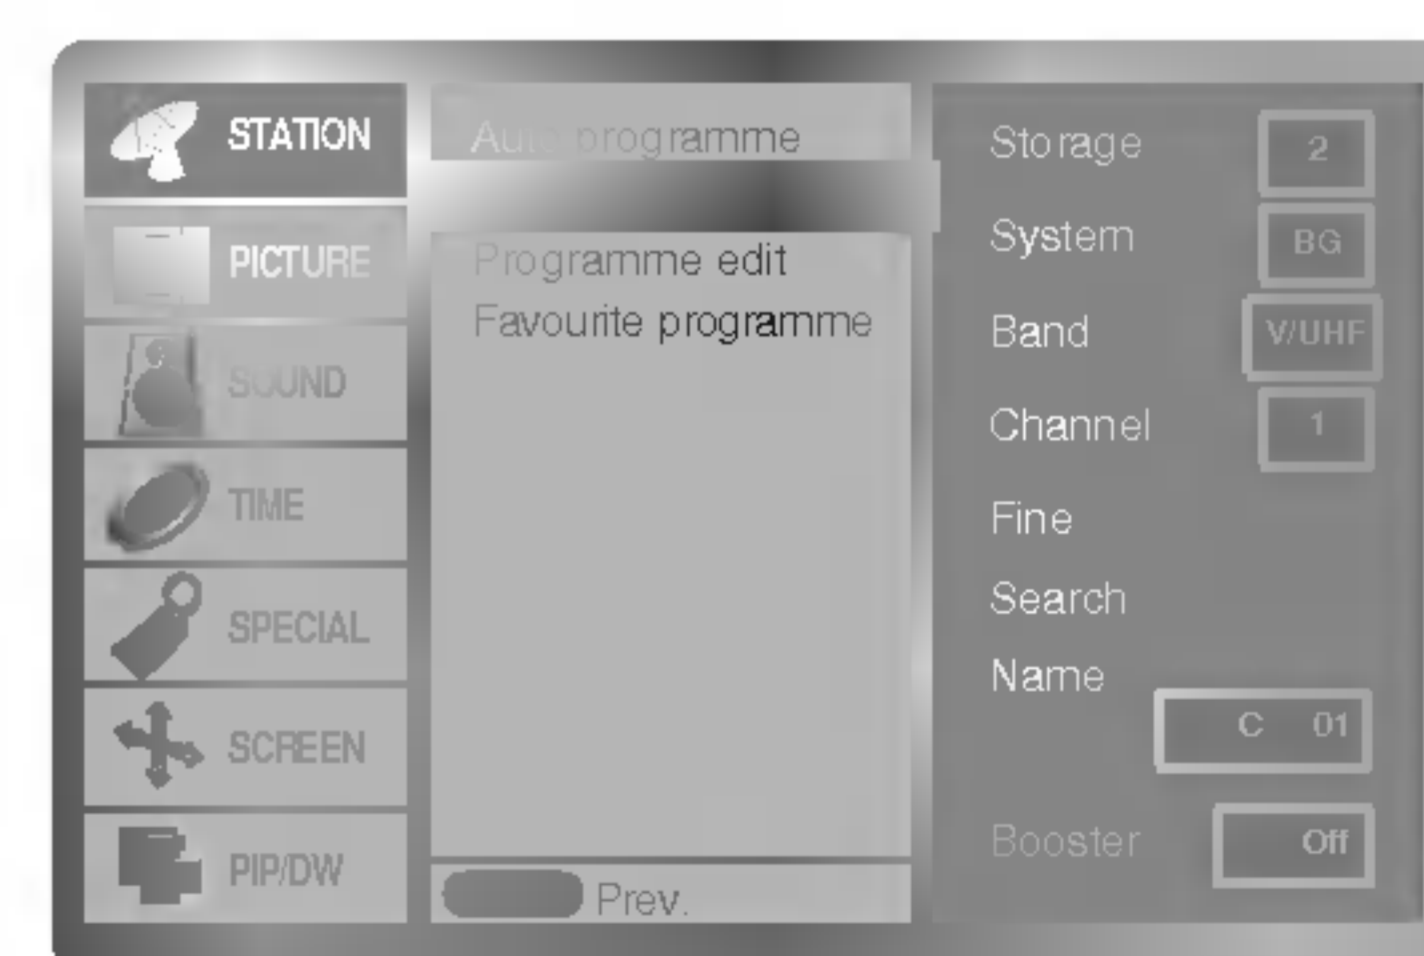 STATION
PICTURE
SOUND
TIME
SPECIAL
SCREEN
PIP/DW
Auto programme
Programme edit
Favourite programme
Prev.
Storage 2
System BG
Band V/UHF
Channel 1
Fine
Search
Name
C 01
Booster Off